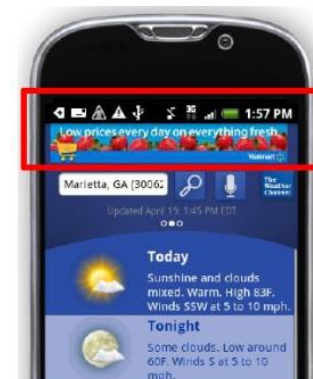 3G 1:57 PM
Low prices every day on everything fresh.
Walmart
Marietta, GA (30062
The
Weather
Channel
Updated April 19, 1:45 PM EDT
Today
Sunshine and clouds
mixed. Warm. High 83F.
Winds SSW at 5 to 10 mph.
Tonight
Some clouds. Low around
60F. Winds S at 5 to 10
mph.